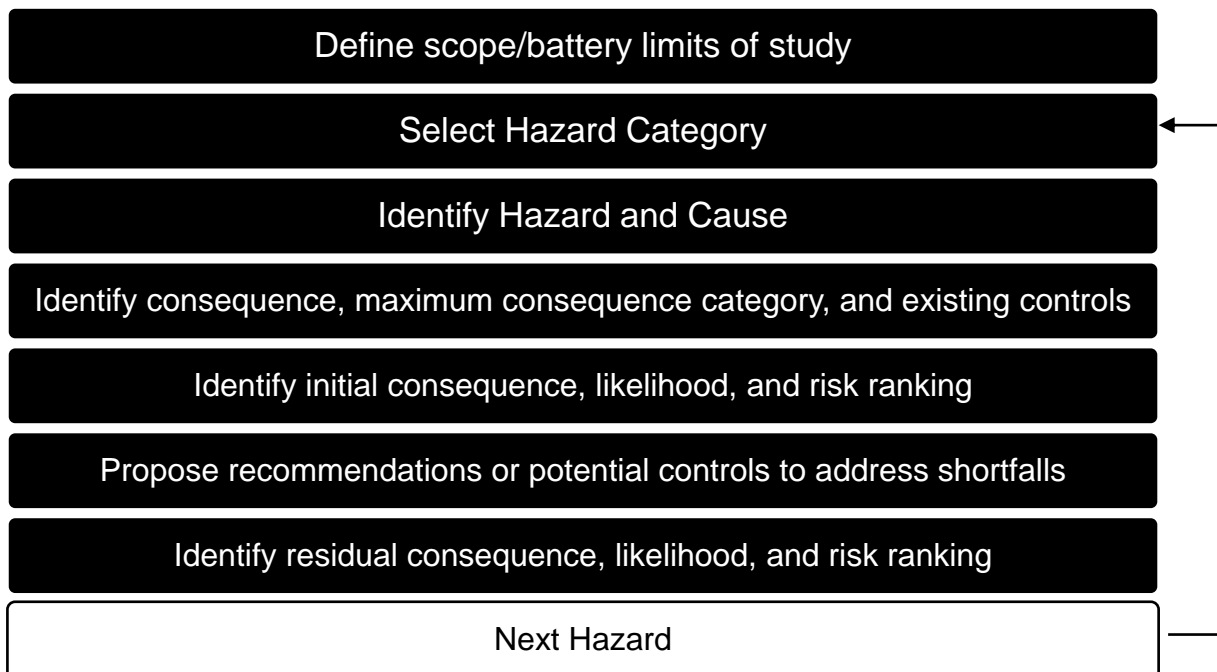 Define scope/battery limits of study
Select Hazard Category
Identify Hazard and Cause
Identify consequence, maximum consequence category, and existing controls
Identify initial consequence, likelihood, and risk ranking
Propose recommendations or potential controls to address shortfalls
Identify residual consequence, likelihood, and risk ranking
Next Hazard